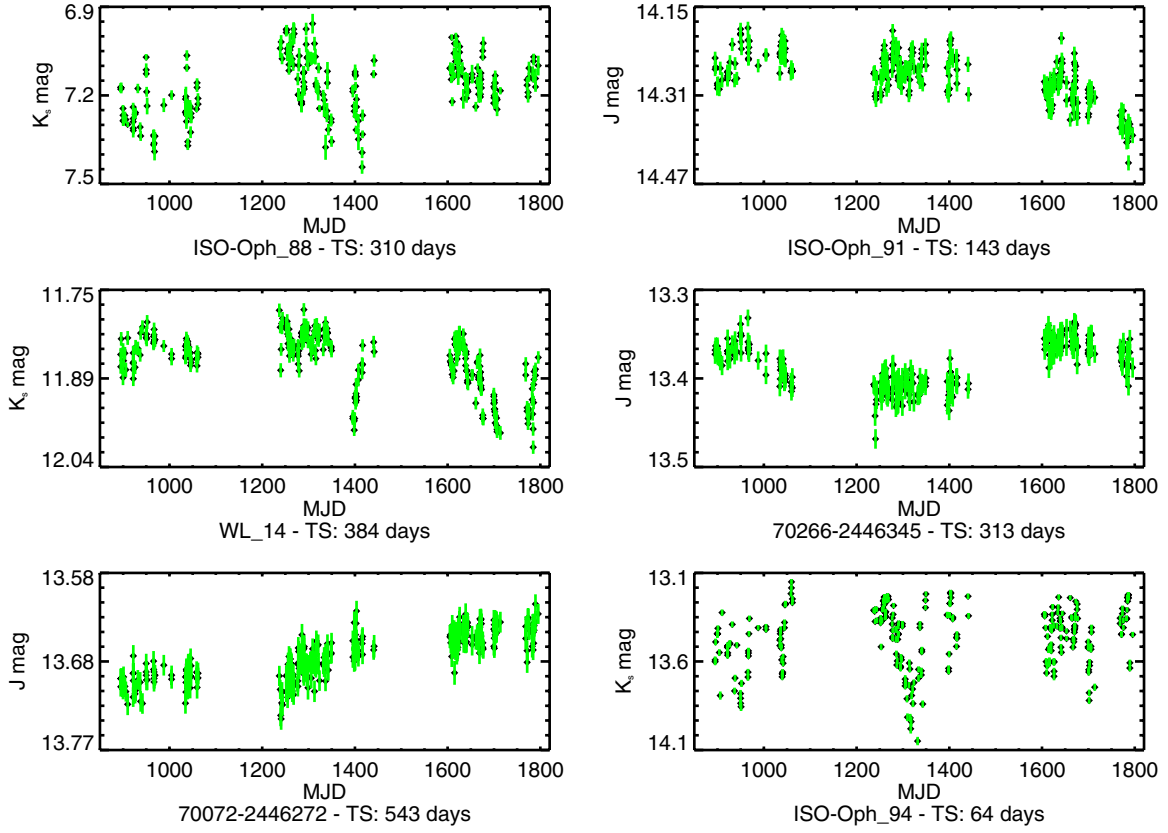 6.9
7.2
7.5
K_s mag
1000 1200 1400 1600 1800
MJD
ISO-Oph_88 - TS: 310 days
14.15
14.31
14.47
J mag
1000 1200 1400 1600 1800
MJD
ISO-Oph_91 - TS: 143 days
11.75
11.89
12.04
K_s mag
1000 1200 1400 1600 1800
MJD
WL_14 - TS: 384 days
13.3
13.4
13.5
J mag
1000 1200 1400 1600 1800
MJD
70266-2446345 - TS: 313 days
13.58
13.68
13.77
J mag
1000 1200 1400 1600 1800
MJD
70072-2446272 - TS: 543 days
13.1
13.6
14.1
K_s mag
1000 1200 1400 1600 1800
MJD
ISO-Oph_94 - TS: 64 days